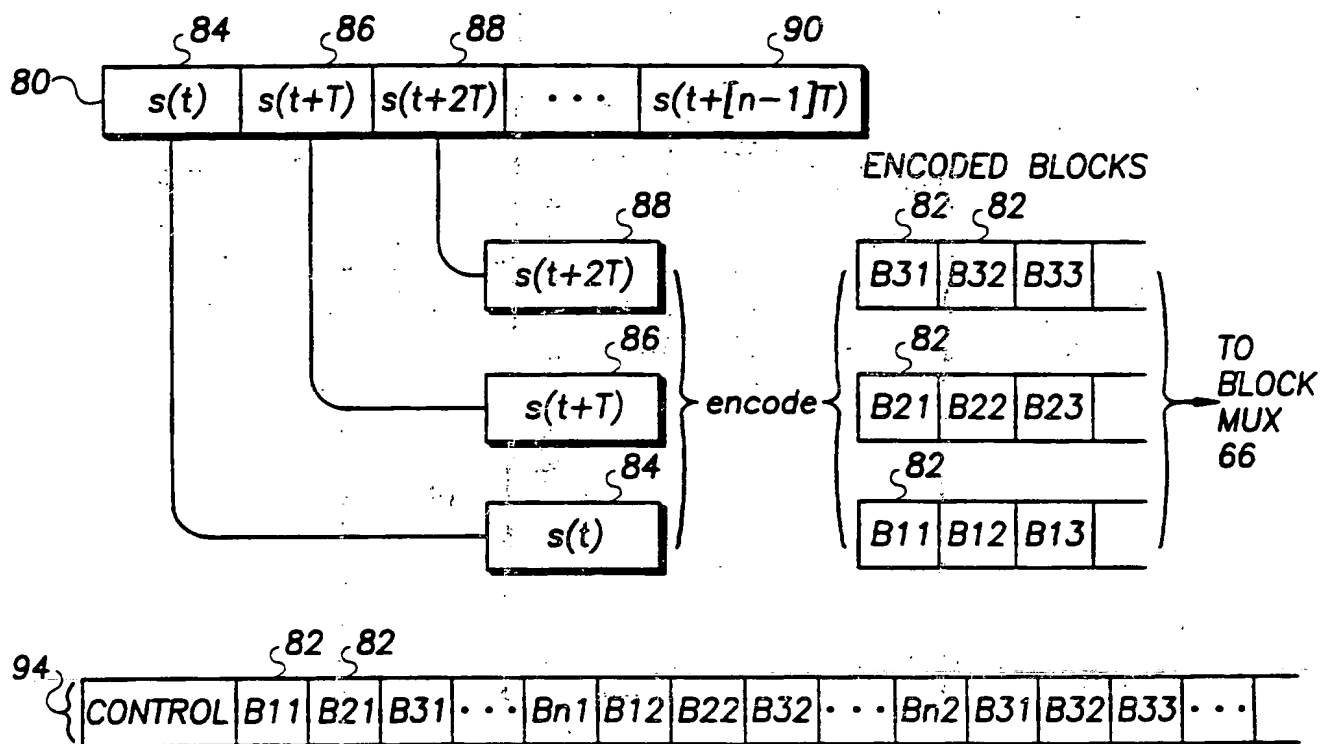 84 86 88 90
80 s(t) s(t+T) s(t+2T) ··· s(t+[n-1]T)
ENCODED BLOCKS
88 82 82
s(t+2T) B31 B32 B33
86 82
s(t+T) encode B21 B22 B23
TO
BLOCK
MUX
66
84 82
s(t) B11 B12 B13
82 82
94 CONTROL B11 B21 B31 ··· Bn1 B12 B22 B32 ··· Bn2 B31 B32 B33 ···